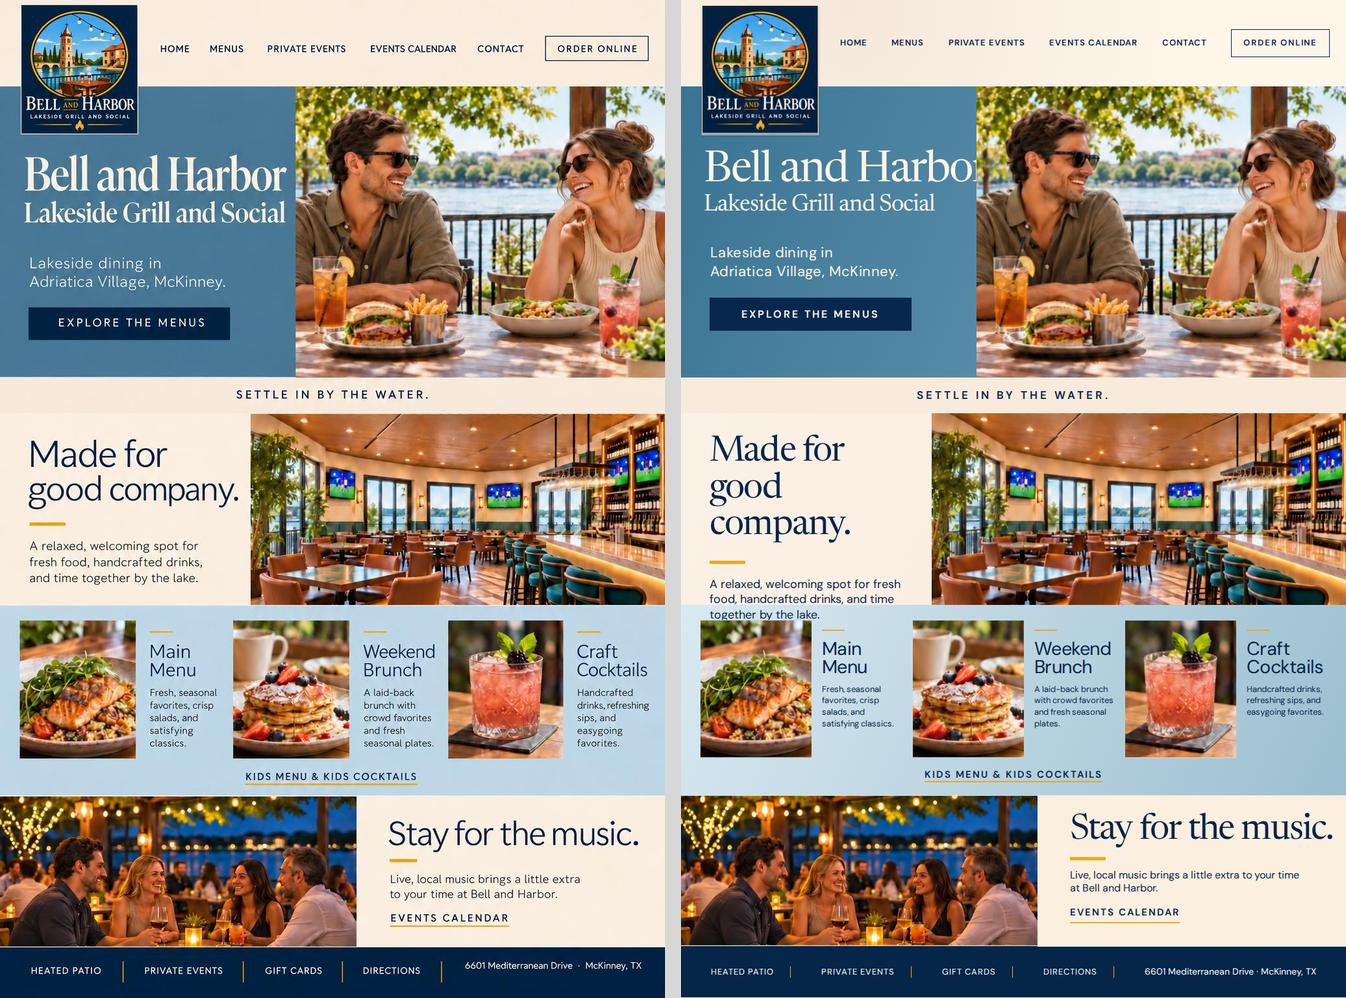 BELL AND HARBOR
LAKESIDE GRILL AND SOCIAL
HOME
MENUS
PRIVATE EVENTS
EVENTS CALENDAR
CONTACT
ORDER ONLINE
Bell and Harbor
Lakeside Grill and Social
Lakeside dining in
Adriatica Village, McKinney.
EXPLORE THE MENUS
SETTLE IN BY THE WATER.
Made for
good company.
A relaxed, welcoming spot for
fresh food, handcrafted drinks,
and time together by the lake.
Main
Menu
Fresh, seasonal
favorites, crisp
salads, and
satisfying
classics.
Weekend
Brunch
A laid-back
brunch with
crowd favorites
and fresh
seasonal plates.
Craft
Cocktails
Handcrafted
drinks, refreshing
sips, and
easygoing
favorites.
KIDS MENU & KIDS COCKTAILS
Stay for the music.
Live, local music brings a little extra
to your time at Bell and Harbor.
EVENTS CALENDAR
HEATED PATIO
PRIVATE EVENTS
GIFT CARDS
DIRECTIONS
6601 Mediterranean Drive · McKinney, TX
BELL AND HARBOR
LAKESIDE GRILL AND SOCIAL
HOME
MENUS
PRIVATE EVENTS
EVENTS CALENDAR
CONTACT
ORDER ONLINE
Bell and Harbor
Lakeside Grill and Social
Lakeside dining in
Adriatica Village, McKinney.
EXPLORE THE MENUS
SETTLE IN BY THE WATER.
Made for
good
company.
A relaxed, welcoming spot for fresh
food, handcrafted drinks, and time
together by the lake.
Main
Menu
Fresh, seasonal
favorites, crisp
salads, and
satisfying classics.
Weekend
Brunch
A laid-back brunch
with crowd favorites
and fresh seasonal
plates.
Craft
Cocktails
Handcrafted drinks,
refreshing sips, and
easygoing favorites.
KIDS MENU & KIDS COCKTAILS
Stay for the music.
Live, local music brings a little extra to your time
at Bell and Harbor.
EVENTS CALENDAR
HEATED PATIO
PRIVATE EVENTS
GIFT CARDS
DIRECTIONS
6601 Mediterranean Drive · McKinney, TX